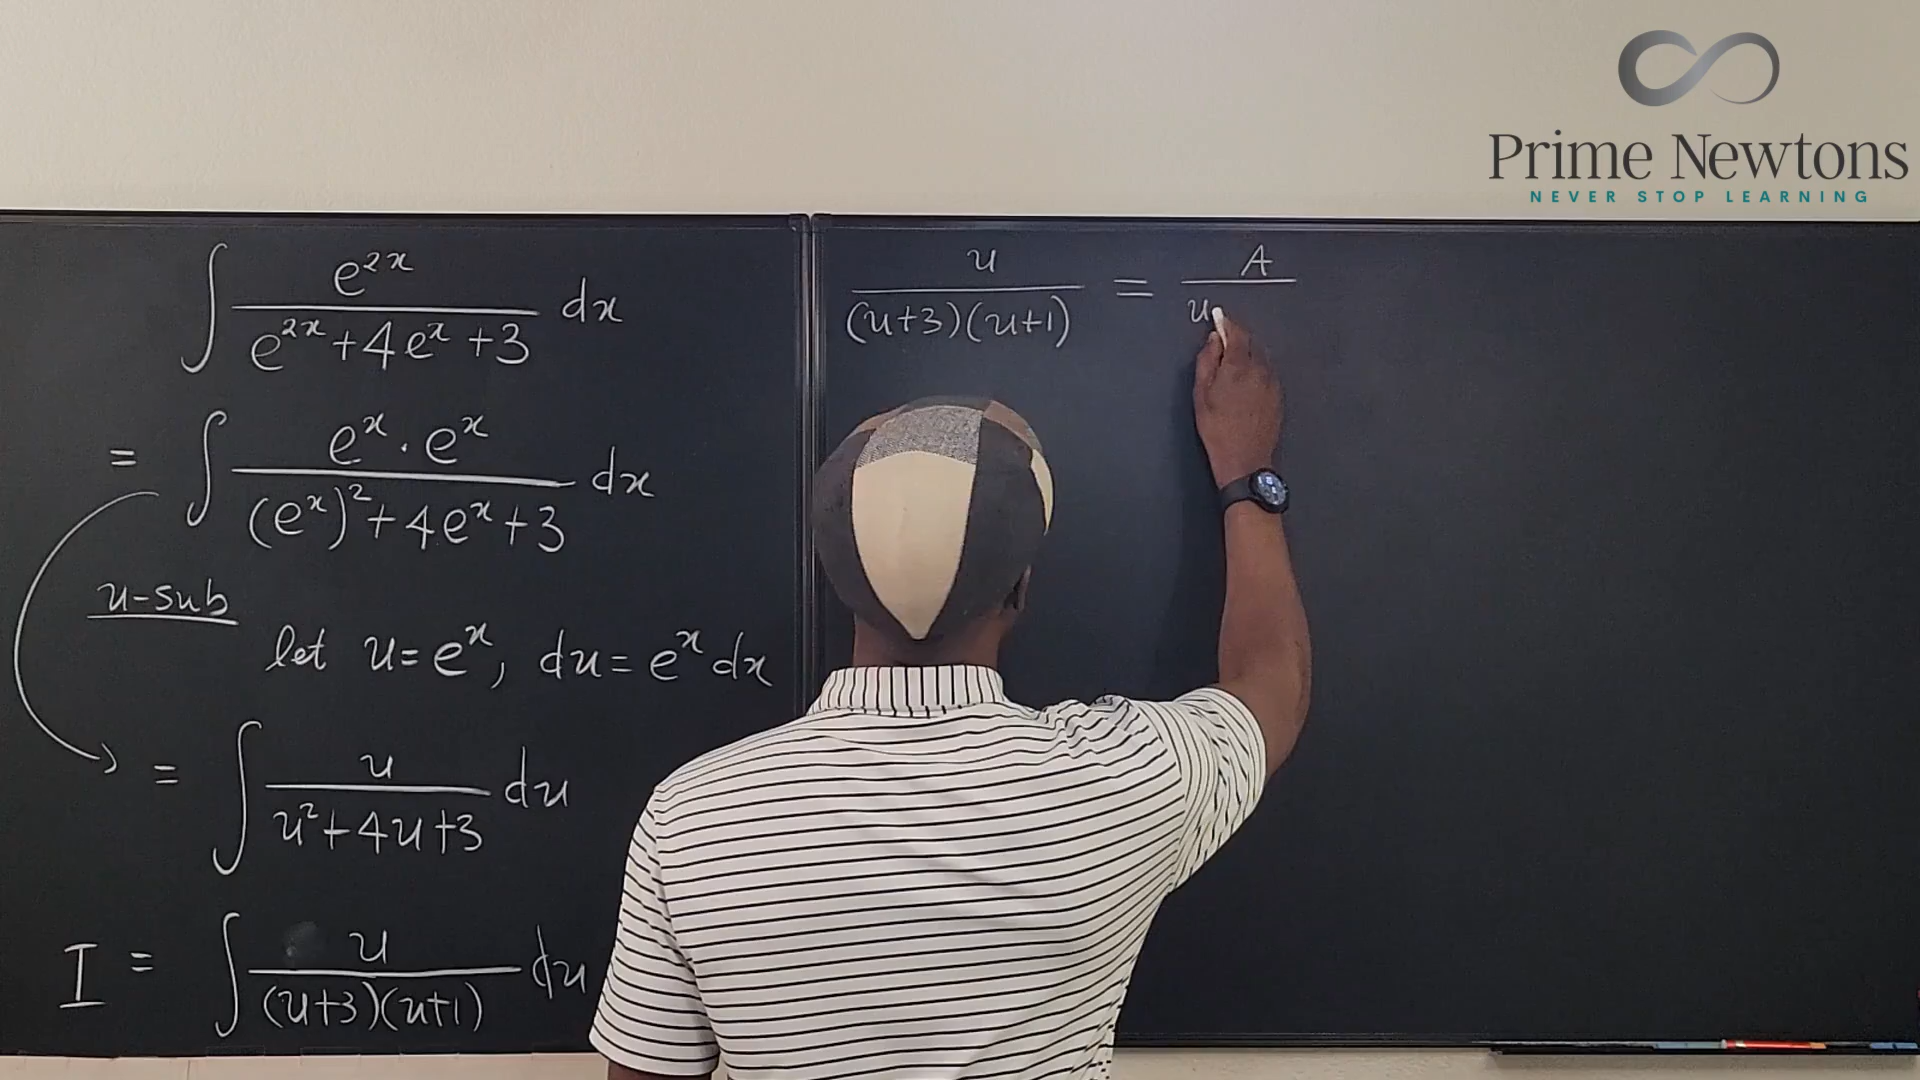 Prime Newtons
NEVER STOP LEARNING
∫ e^{2x} / (e^{2x} + 4e^x + 3) dx
= ∫ e^x · e^x / ((e^x)^2 + 4e^x + 3) dx
u-sub
let u = e^x, du = e^x dx
= ∫ u / (u^2 + 4u + 3) du
I = ∫ u / ((u+3)(u+1)) du
u / ((u+3)(u+1)) = A / u